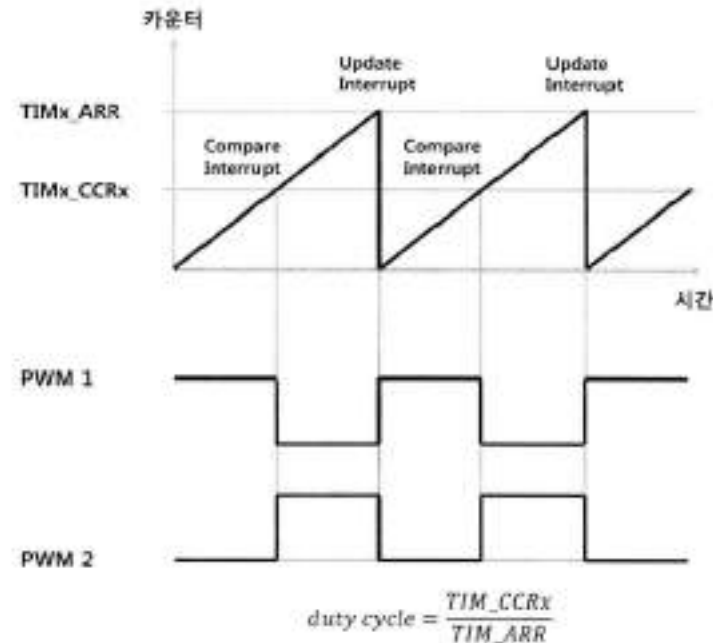 카운터
Update
Interrupt
Update
Interrupt
TIMx_ARR
Compare
Interrupt
Compare
Interrupt
TIMx_CCRx
시간
PWM 1
PWM 2
duty cycle = TIM_CCRx
TIM_ARR